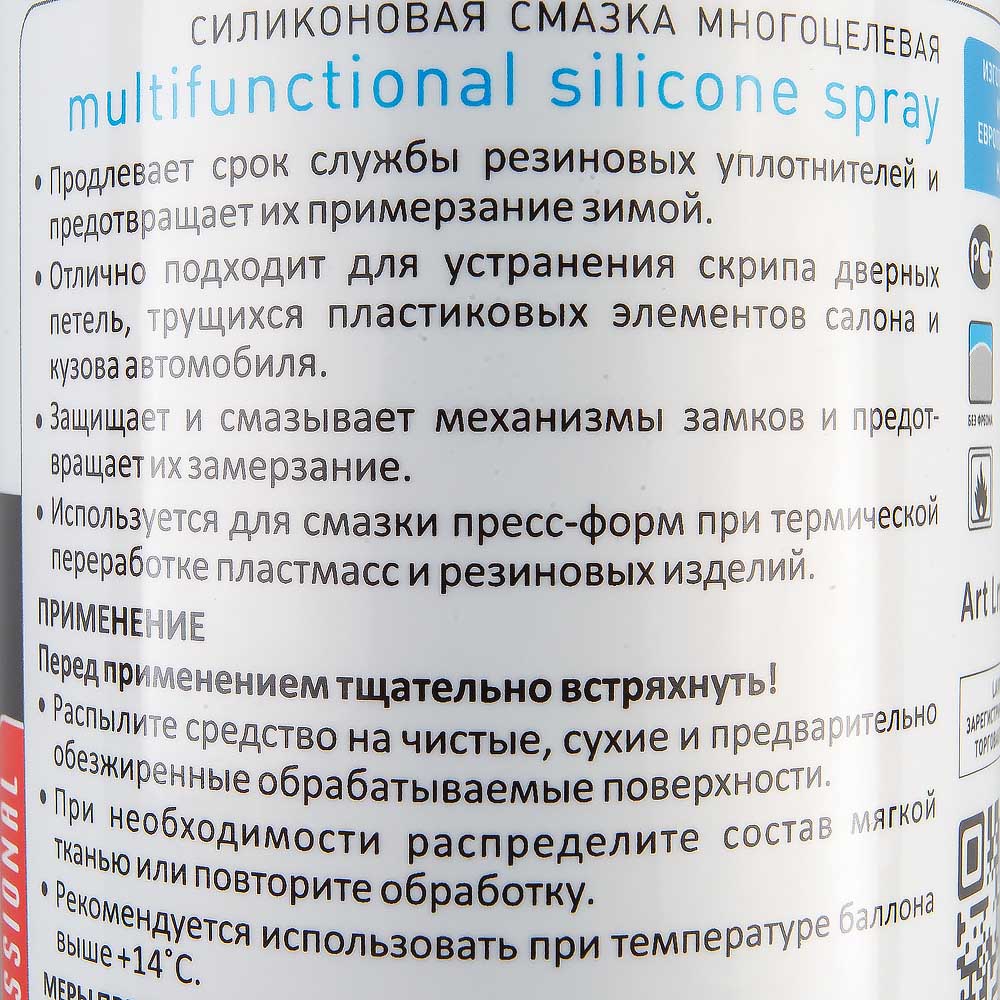 СИЛИКОНОВАЯ СМАЗКА МНОГОЦЕЛЕВАЯ
multifunctional silicone spray
• Продлевает срок службы резиновых уплотнителей и
предотвращает их примерзание зимой.
• Отлично подходит для устранения скрипа дверных
петель, трущихся пластиковых элементов салона и
кузова автомобиля.
• Защищает и смазывает механизмы замков и предот-
вращает их замерзание.
• Используется для смазки пресс-форм при термической
переработке пластмасс и резиновых изделий.
ПРИМЕНЕНИЕ
Перед применением тщательно встряхнуть!
• Распылите средство на чистые, сухие и предварительно
обезжиренные обрабатываемые поверхности.
• При необходимости распределите состав мягкой
тканью или повторите обработку.
• Рекомендуется использовать при температуре баллона
выше +14°С.
БЕЗ ФРЕОНА
Art